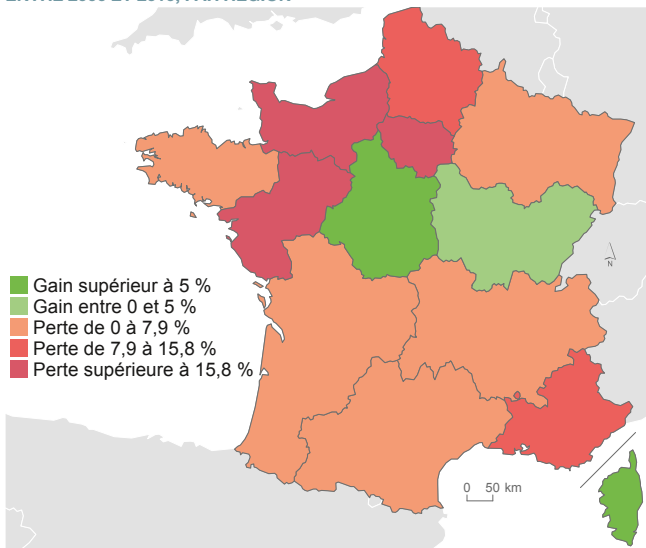 Gain supérieur à 5 %
Gain entre 0 et 5 %
Perte de 0 à 7,9 %
Perte de 7,9 à 15,8 %
Perte supérieure à 15,8 %
N
0 50 km